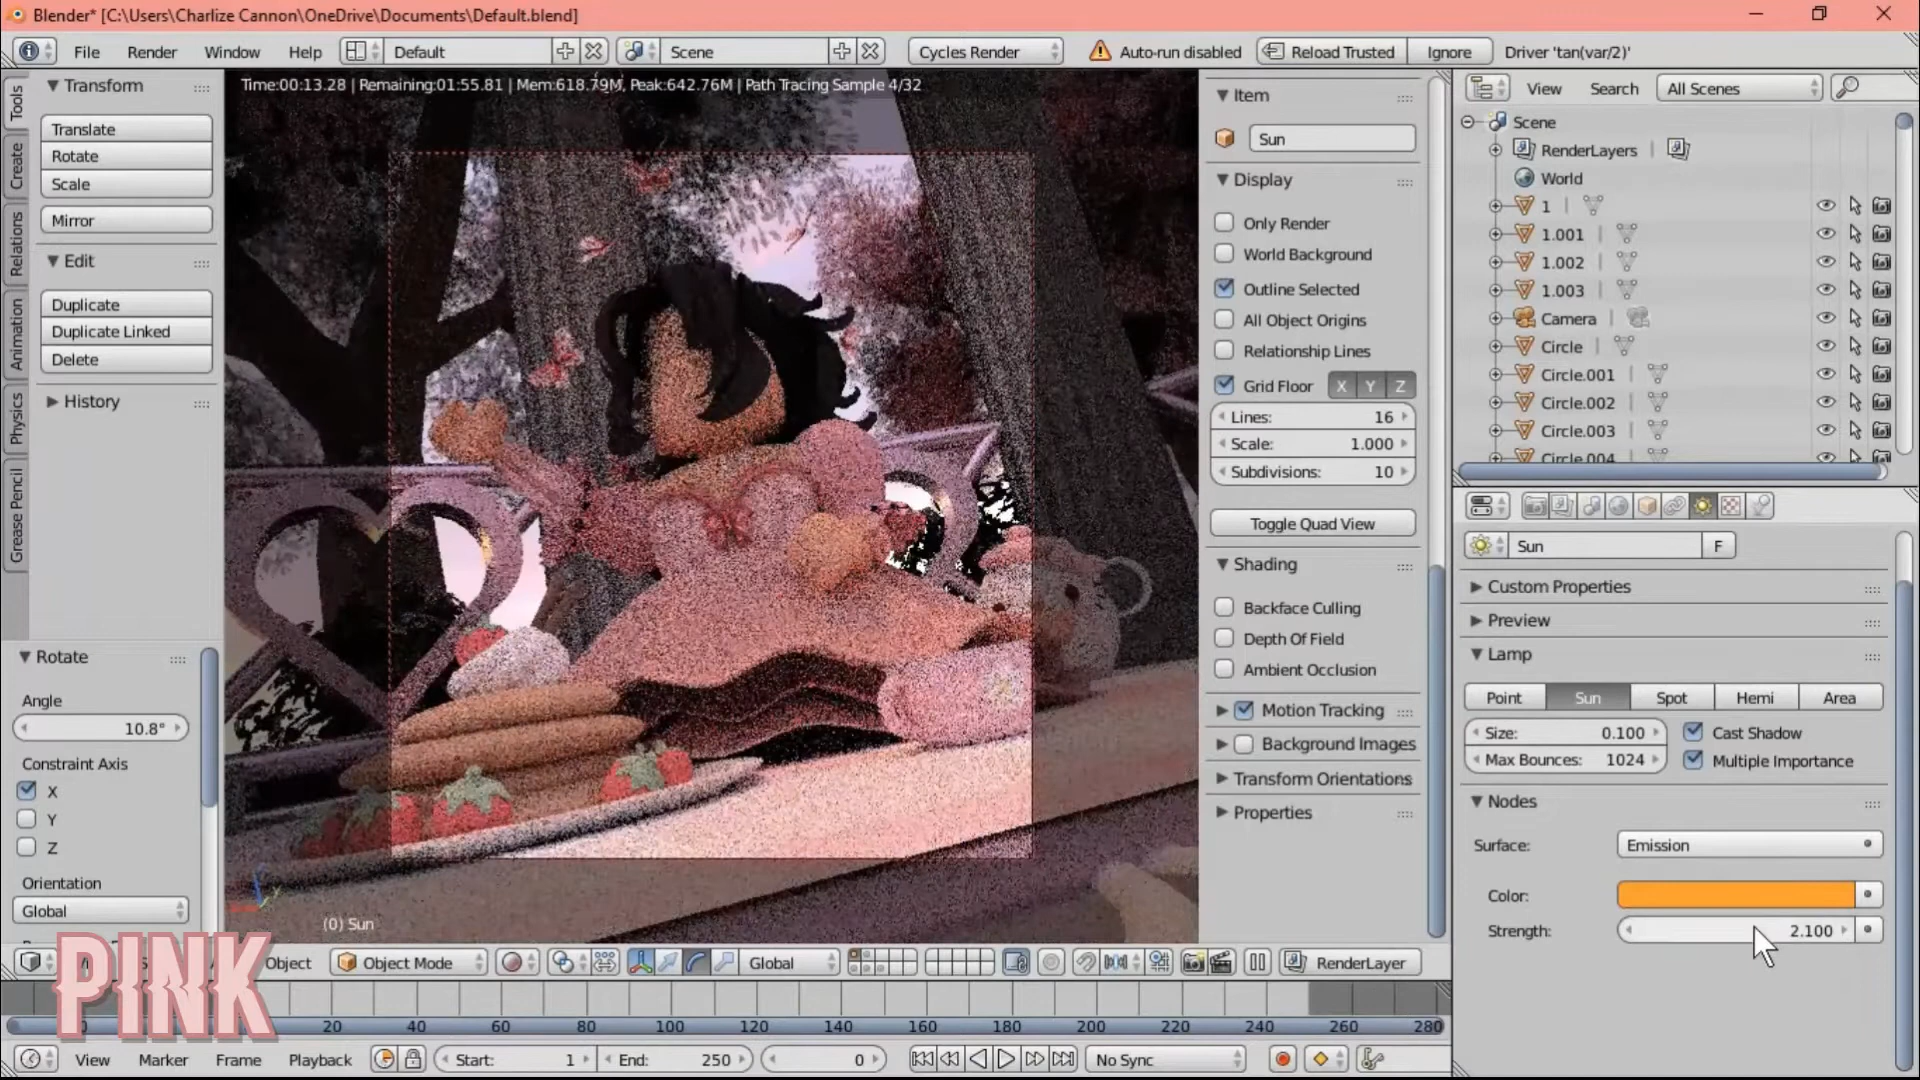 Blender* [C:\Users\Charlize Cannon\OneDrive\Documents\Default.blend]
File Render Window Help Default Scene Cycles Render Auto-run disabled Reload Trusted Ignore Driver 'tan(var/2)'
Time:00:13.28 | Remaining:01:55.81 | Mem:618.79M, Peak:642.76M | Path Tracing Sample 4/32
Tools
Create
Relations
Animation
Physics
Grease Pencil
Transform
Translate
Rotate
Scale
Mirror
Edit
Duplicate
Duplicate Linked
Delete
History
Rotate
Angle
10.8°
Constraint Axis
X
Y
Z
Orientation
Global
(0) Sun
PINK
Object Object Mode Global RenderLayer
Item
Sun
Display
Only Render
World Background
Outline Selected
All Object Origins
Relationship Lines
Grid Floor X Y Z
Lines: 16
Scale: 1.000
Subdivisions: 10
Toggle Quad View
Shading
Backface Culling
Depth Of Field
Ambient Occlusion
Motion Tracking
Background Images
Transform Orientations
Properties
View Search All Scenes
Scene
RenderLayers
World
1
1.001
1.002
1.003
Camera
Circle
Circle.001
Circle.002
Circle.003
Circle.004
Sun F
Custom Properties
Preview
Lamp
Point Sun Spot Hemi Area
Size: 0.100 Cast Shadow
Max Bounces: 1024 Multiple Importance
Nodes
Surface: Emission
Color:
Strength: 2.100
0 20 40 60 80 100 120 140 160 180 200 220 240 260 280
View Marker Frame Playback Start: 1 End: 250 0 No Sync